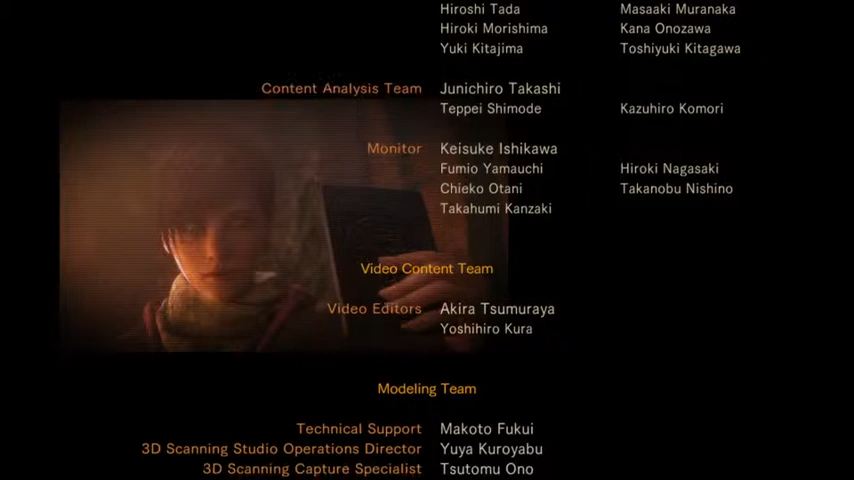 Hiroshi Tada Masaaki Muranaka
Hiroki Morishima Kana Onozawa
Yuki Kitajima Toshiyuki Kitagawa
Content Analysis Team Junichiro Takashi
Teppei Shimode Kazuhiro Komori
Monitor Keisuke Ishikawa
Fumio Yamauchi Hiroki Nagasaki
Chieko Otani Takanobu Nishino
Takahumi Kanzaki
Video Content Team
Video Editors Akira Tsumuraya
Yoshihiro Kura
Modeling Team
Technical Support Makoto Fukui
3D Scanning Studio Operations Director Yuya Kuroyabu
3D Scanning Capture Specialist Tsutomu Ono